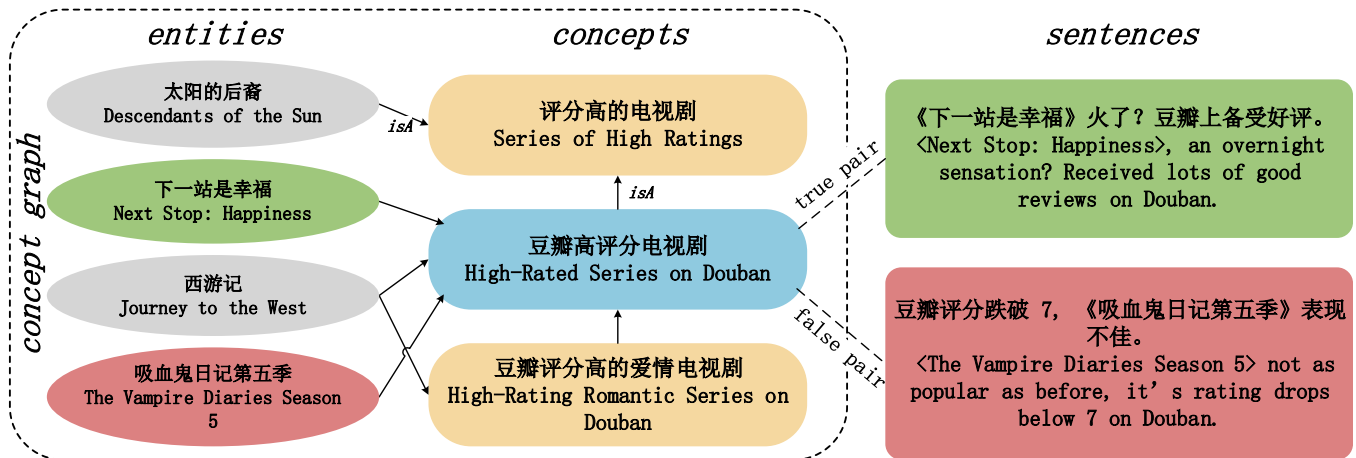 entities
concepts
sentences
concept graph
太阳的后裔
Descendants of the Sun
isA
评分高的电视剧
Series of High Ratings
isA
下一站是幸福
Next Stop: Happiness
西游记
Journey to the West
吸血鬼日记第五季
The Vampire Diaries Season
5
豆瓣高评分电视剧
High-Rated Series on Douban
豆瓣评分高的爱情电视剧
High-Rating Romantic Series on
Douban
true pair
false pair
《下一站是幸福》火了？豆瓣上备受好评。
<Next Stop: Happiness>, an overnight
sensation? Received lots of good
reviews on Douban.
豆瓣评分跌破 7, 《吸血鬼日记第五季》表现
不佳。
<The Vampire Diaries Season 5> not as
popular as before, it's rating drops
below 7 on Douban.